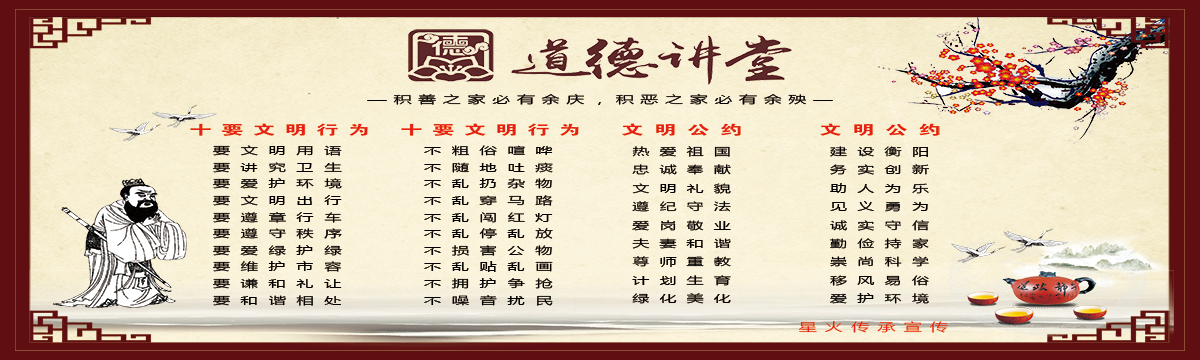 德
道德讲堂
—积善之家必有余庆，积恶之家必有余殃—
十要文明行为
要文明用语
要讲究卫生
要爱护环境
要文明出行
要遵章行车
要遵守秩序
要爱绿护绿
要维护市容
要谦和礼让
要和谐相处
十要文明行为
不粗俗喧哗
不随地吐痰
不乱扔杂物
不乱穿马路
不乱闯红灯
不乱停乱放
不损害公物
不乱贴乱画
不拥护争抢
不噪音扰民
文明公约
热爱祖国
忠诚奉献
文明礼貌
遵纪守法
爱岗敬业
夫妻和谐
尊师重教
计划生育
绿化美化
文明公约
建设衡阳
务实创新
助人为乐
见义勇为
诚实守信
勤俭持家
崇尚科学
移风易俗
爱护环境
星火传承宣传